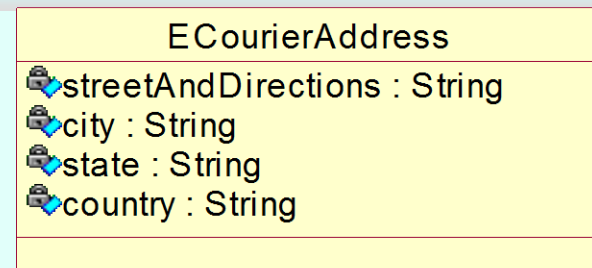 ECourierAddress
streetAndDirections : String
city : String
state : String
country : String